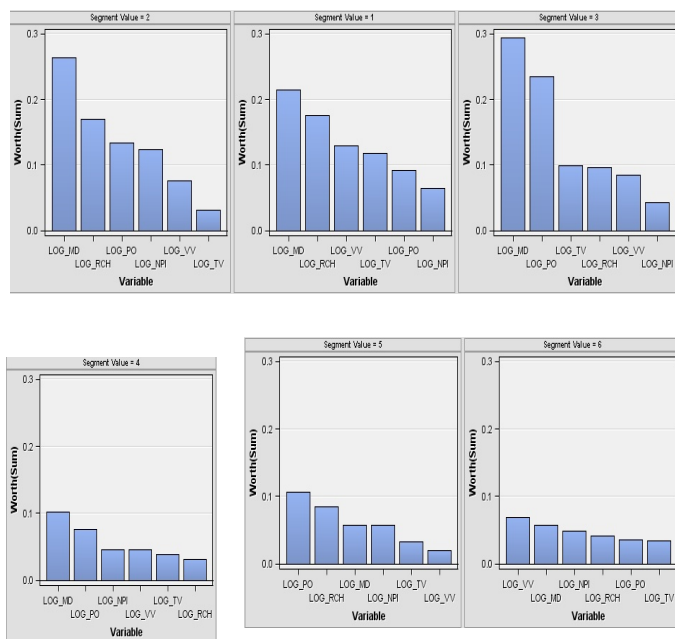 Segment Value = 2
0.3
0.2
0.1
0.0
Worth(Sum)
LOG_MD LOG_PO LOG_VV
LOG_RCH LOG_NPI LOG_TV
Variable
Segment Value = 1
0.3
0.2
0.1
0.0
Worth(Sum)
LOG_MD LOG_VV LOG_PO
LOG_RCH LOG_TV LOG_NPI
Variable
Segment Value = 3
0.3
0.2
0.1
0.0
Worth(Sum)
LOG_MD LOG_TV LOG_VV
LOG_PO LOG_RCH LOG_NPI
Variable
Segment Value = 4
0.3
0.2
0.1
0.0
Worth(Sum)
LOG_MD LOG_NPI LOG_TV
LOG_PO LOG_VV LOG_RCH
Variable
Segment Value = 5
0.3
0.2
0.1
0.0
Worth(Sum)
LOG_PO LOG_MD LOG_TV
LOG_RCH LOG_NPI LOG_VV
Variable
Segment Value = 6
0.3
0.2
0.1
0.0
Worth(Sum)
LOG_VV LOG_NPI LOG_PO
LOG_MD LOG_RCH LOG_TV
Variable